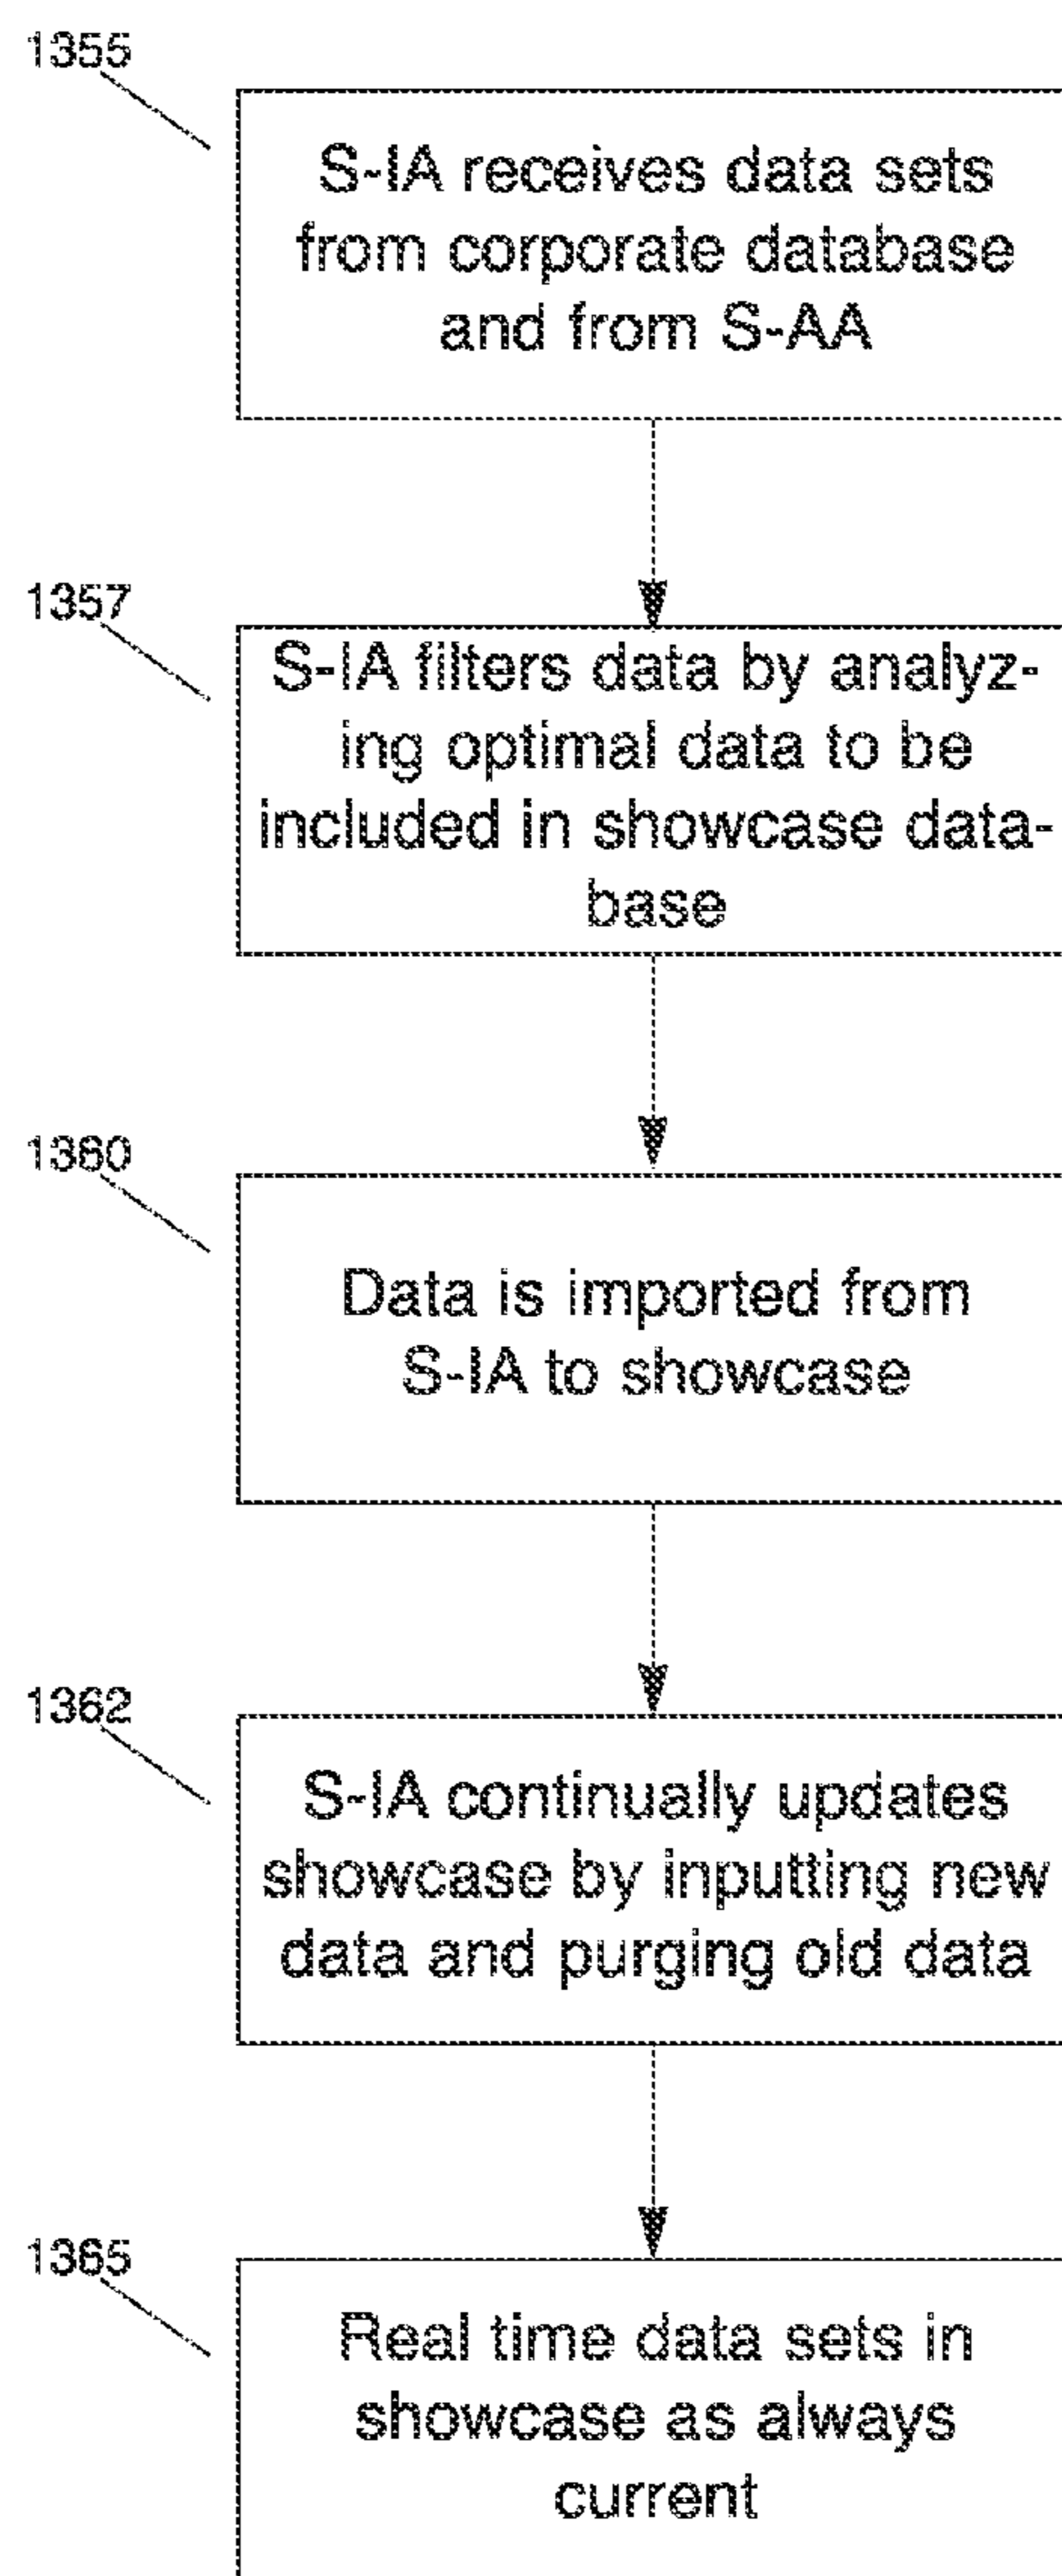 1355
S-IA receives data sets
from corporate database
and from S-AA
1357
S-IA filters data by analyz-
ing optimal data to be
included in showcase data-
base
1360
Data is imported from
S-IA to showcase
1362
S-IA continually updates
showcase by inputting new
data and purging old data
1365
Real time data sets in
showcase as always
current